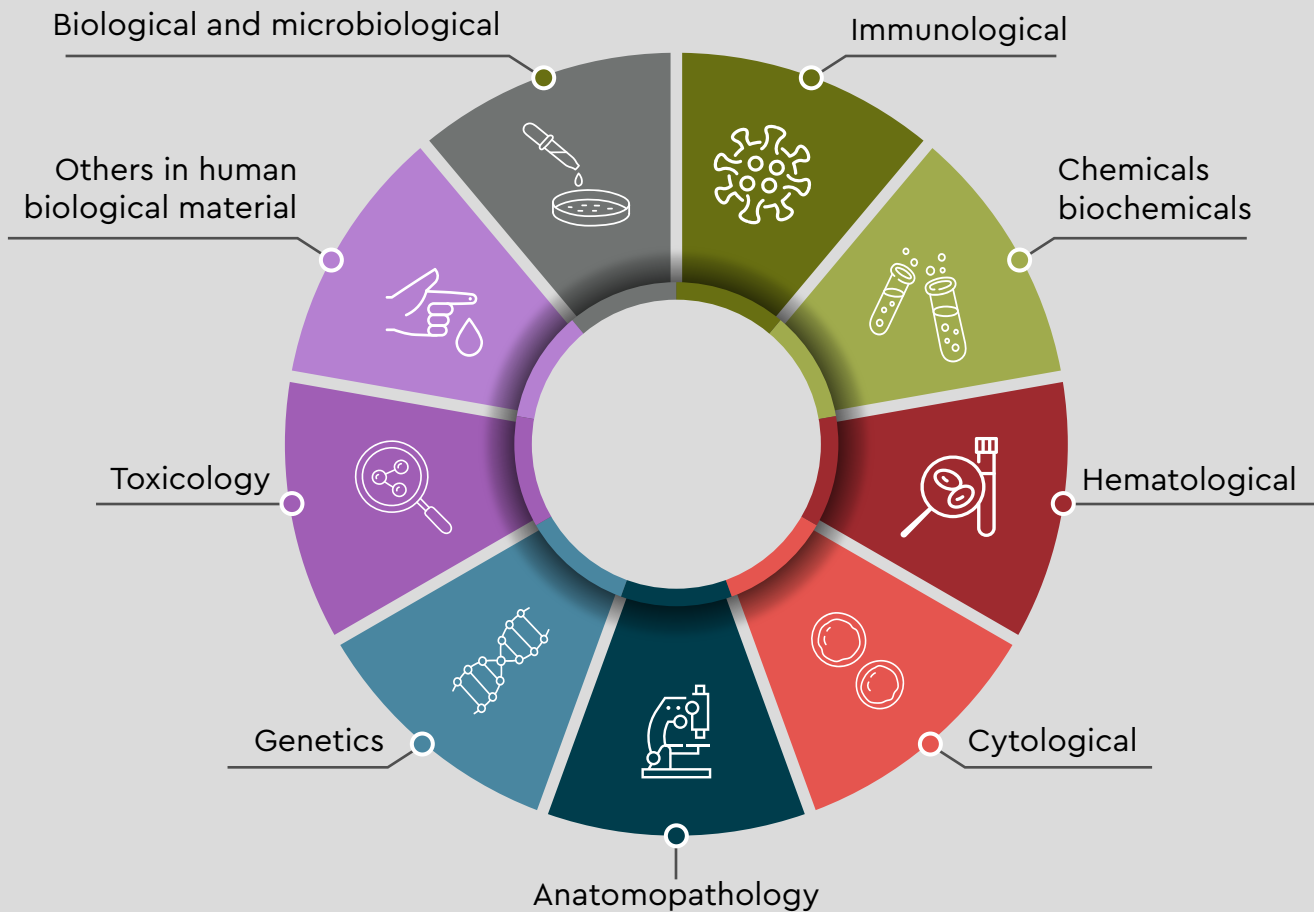 Biological and microbiological
Immunological
Others in human
biological material
Chemicals
biochemicals
Toxicology
Hematological
Genetics
Cytological
Anatomopathology